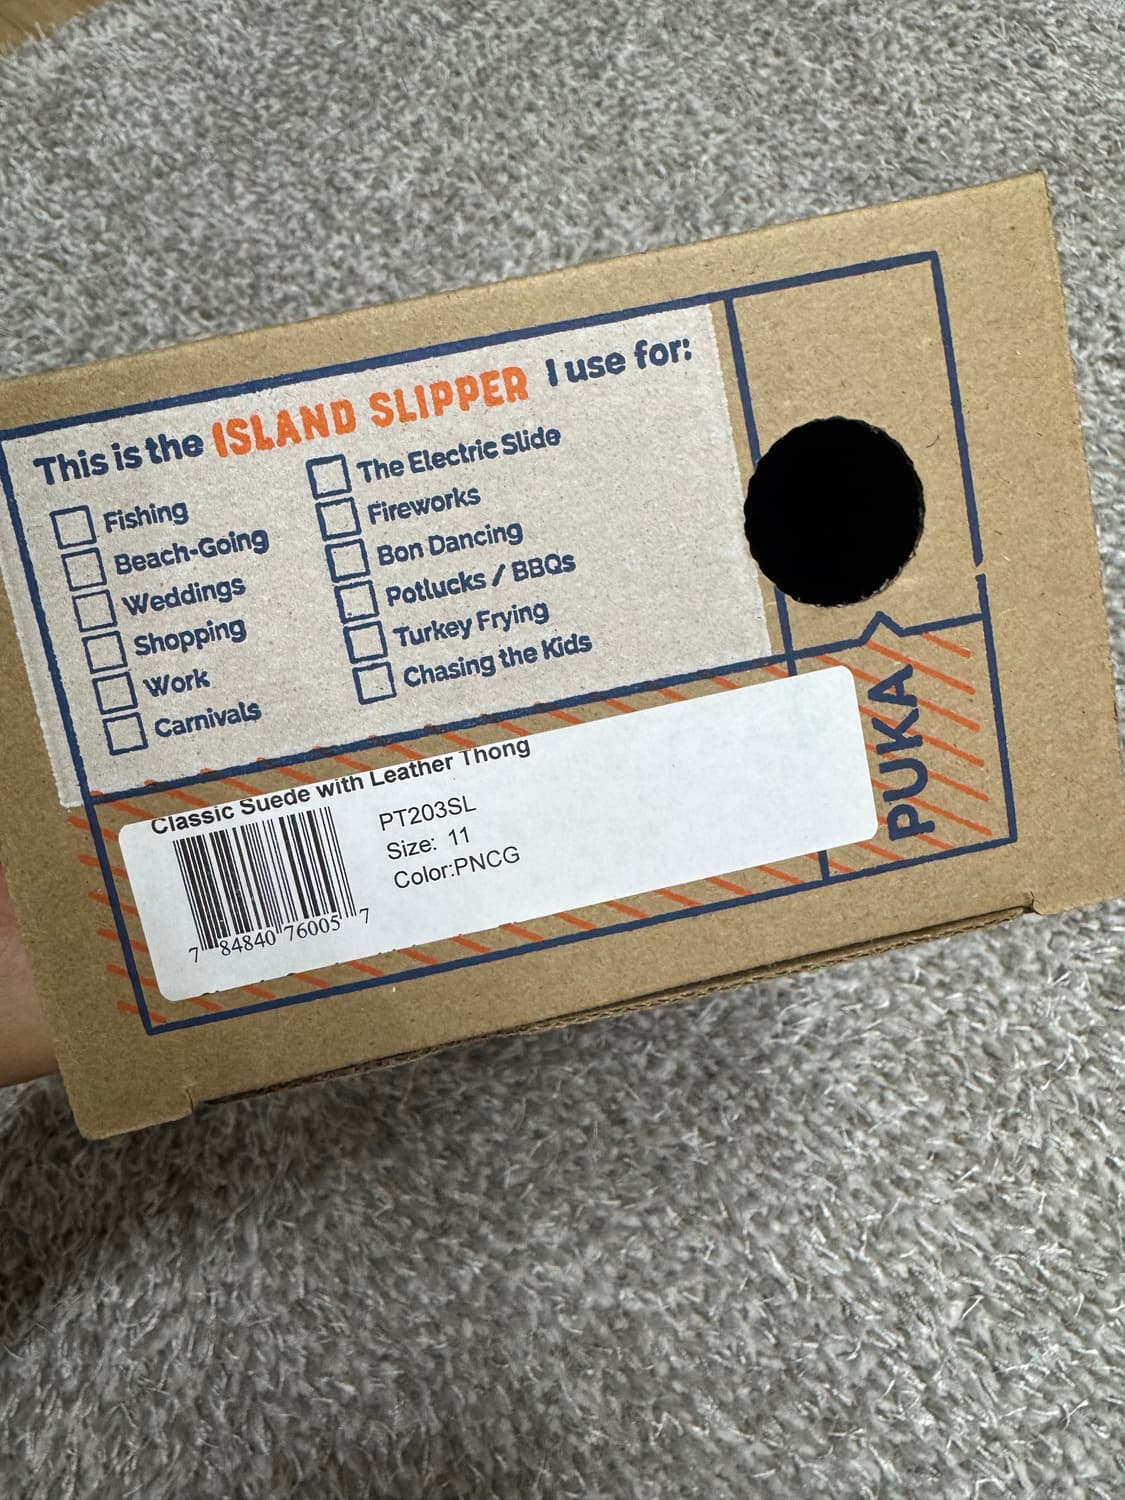 This is the ISLAND SLIPPER I use for:
Fishing
Beach-Going
Weddings
Shopping
Work
Carnivals
The Electric Slide
Fireworks
Bon Dancing
Potlucks / BBQs
Turkey Frying
Chasing the Kids
PUKA
Classic Suede with Leather Thong
PT203SL
Size: 11
Color:PNCG
7 84840 76005 7